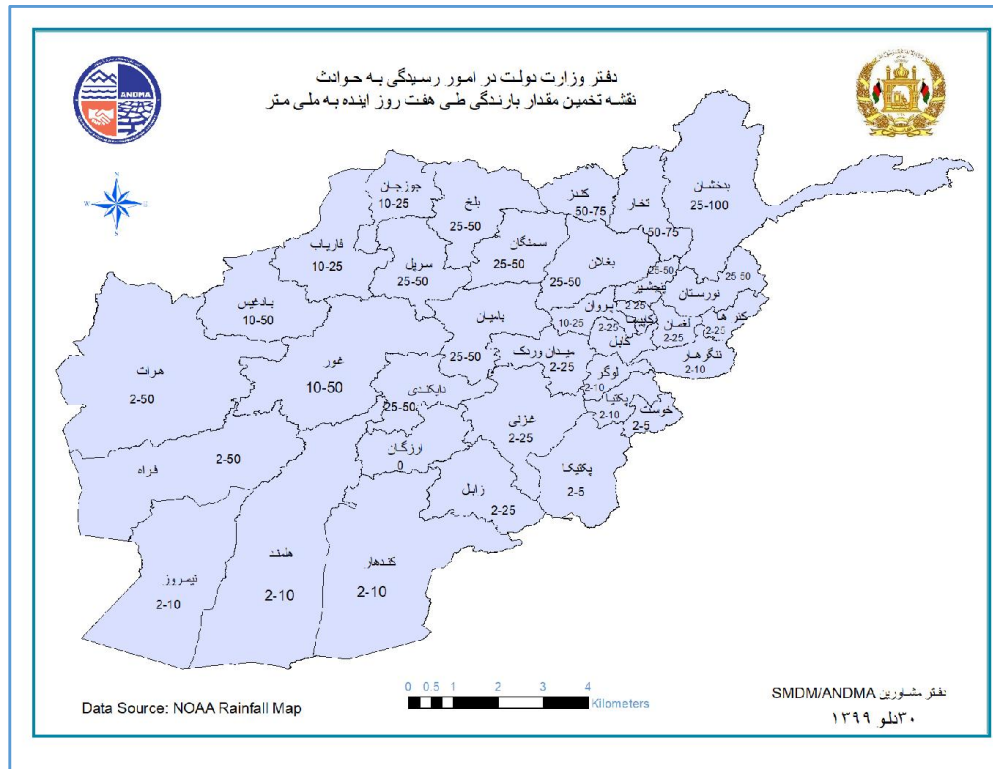 ANDMA
دفتر وزارت دولت در امور رسیدگی به حوادث
نقشه تخمین مقدار بارندگی طی هفت روز اینده به ملی متر
بدخشان
25-100
تخار
50-75
کندز
50-75
بلخ
25-50
جوزجان
10-25
فاریاب
10-25
سرپل
25-50
سمنگان
25-50
بغلان
25-50
پنجشیر
25-50
نورستان
25-50
کنر ها
2-25
لغمان
2-25
کاپیسا
2-25
پروان
10-25
کابل
2-25
ننگرهار
2-10
بامیان
25-50
میدان وردک
2-25
لوگر
2-10
پکتیا
2-10
خوست
2-5
بادغیس
10-50
هرات
2-50
غور
10-50
دایکندی
25-50
غزنی
2-25
ارزگان
0
پکتیکا
2-5
زابل
2-25
فراه
2-50
نیمروز
2-10
هلمند
2-10
کندهار
2-10
N
W
E
S
0 0.5 1 2 3 4
Kilometers
Data Source: NOAA Rainfall Map
دفتر مشاورین SMDM/ANDMA
۳۰دلو ۱۳۹۹